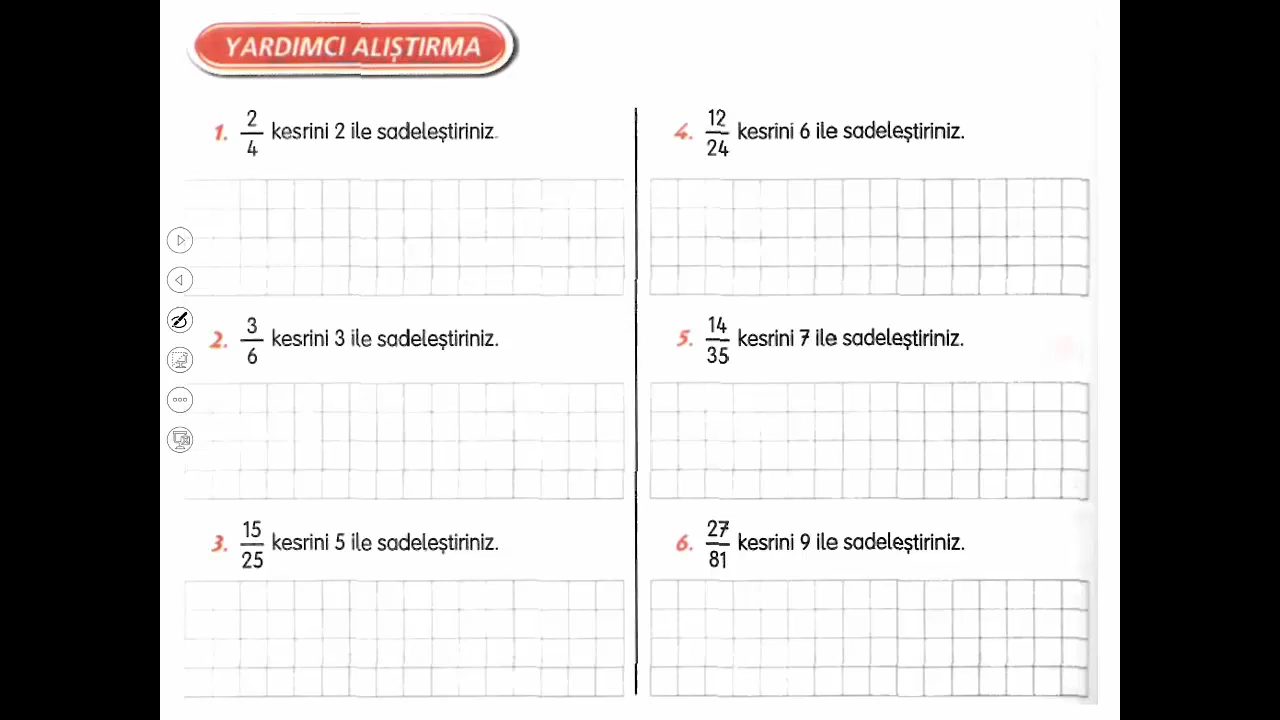 YARDIMCI ALIŞTIRMA
1. 2/4 kesrini 2 ile sadeleştiriniz.
2. 3/6 kesrini 3 ile sadeleştiriniz.
3. 15/25 kesrini 5 ile sadeleştiriniz.
4. 12/24 kesrini 6 ile sadeleştiriniz.
5. 14/35 kesrini 7 ile sadeleştiriniz.
6. 27/81 kesrini 9 ile sadeleştiriniz.